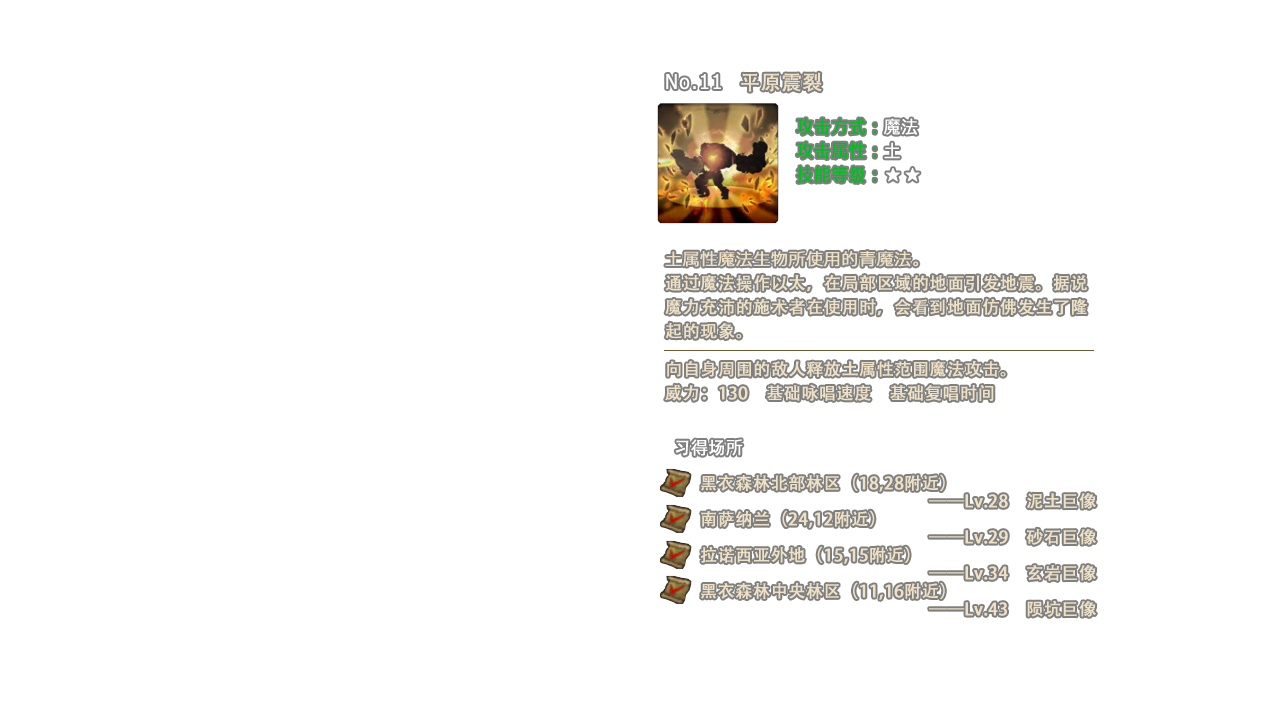 No.11 平原震裂
攻击方式：魔法
攻击属性：土
技能等级：★★
土属性魔法生物所使用的青魔法。
通过魔法操作以太，在局部区域的地面引发地震。据说
魔力充沛的施术者在使用时，会看到地面仿佛发生了隆
起的现象。
向自身周围的敌人释放土属性范围魔法攻击。
威力：130 基础咏唱速度 基础复唱时间
习得场所
黑衣森林北部林区（18,28附近）
——Lv.28 泥土巨像
南萨纳兰（24,12附近）
——Lv.29 砂石巨像
拉诺西亚外地（15,15附近）
——Lv.34 玄岩巨像
黑衣森林中央林区（11,16附近）
——Lv.43 陨坑巨像